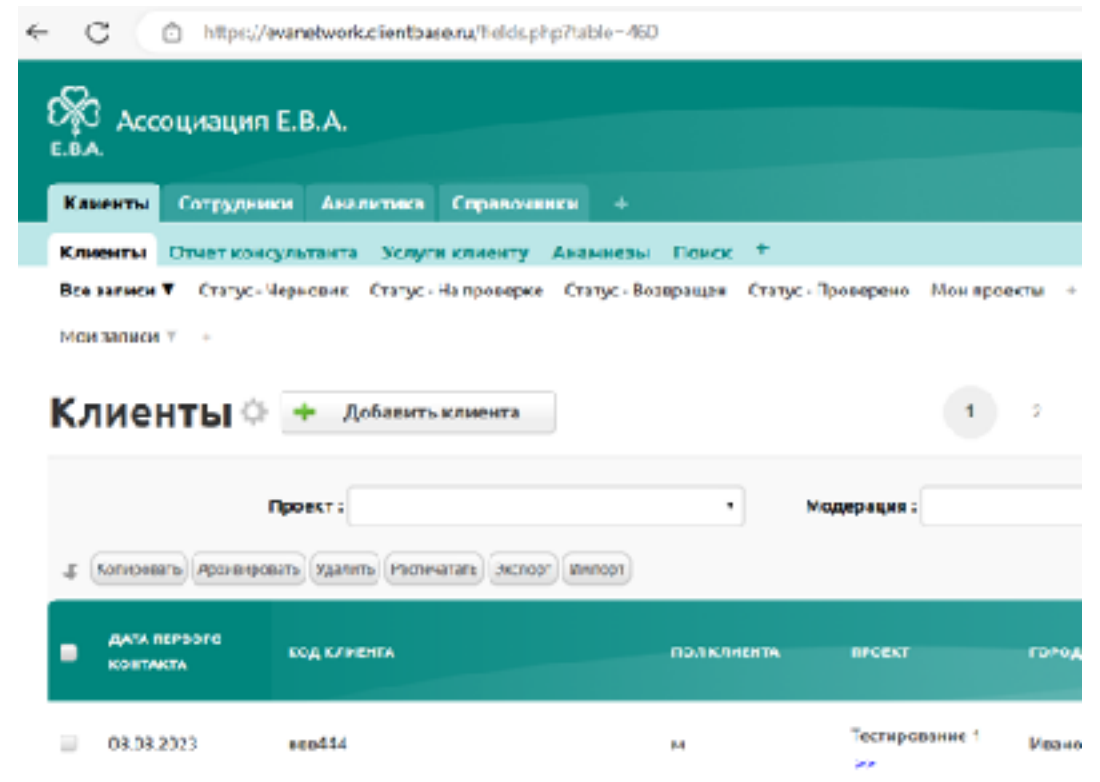 https://evanetwork.clientbase.ru/fields.php?table=460
Ассоциация Е.В.А.
Е.В.А.
Клиенты Сотрудники Аналитика Справочники +
Клиенты Отчет консультанта Услуги клиенту Анамнезы Поиск +
Все записи ▼ Статус - Черновик Статус - На проверке Статус - Возвращен Статус - Проверено Мои проекты +
Мои записи ▼ +
Клиенты + Добавить клиента 1 2
Проект : Модерация :
Копировать Архивировать Удалить Распечатать Экспорт Импорт
ДАТА ПЕРВОГО КОД КЛИЕНТА ПОЛ КЛИЕНТА ПРОЕКТ ГОРОД
КОНТАКТА
03.03.2023 м Тестирование 1 Ивано